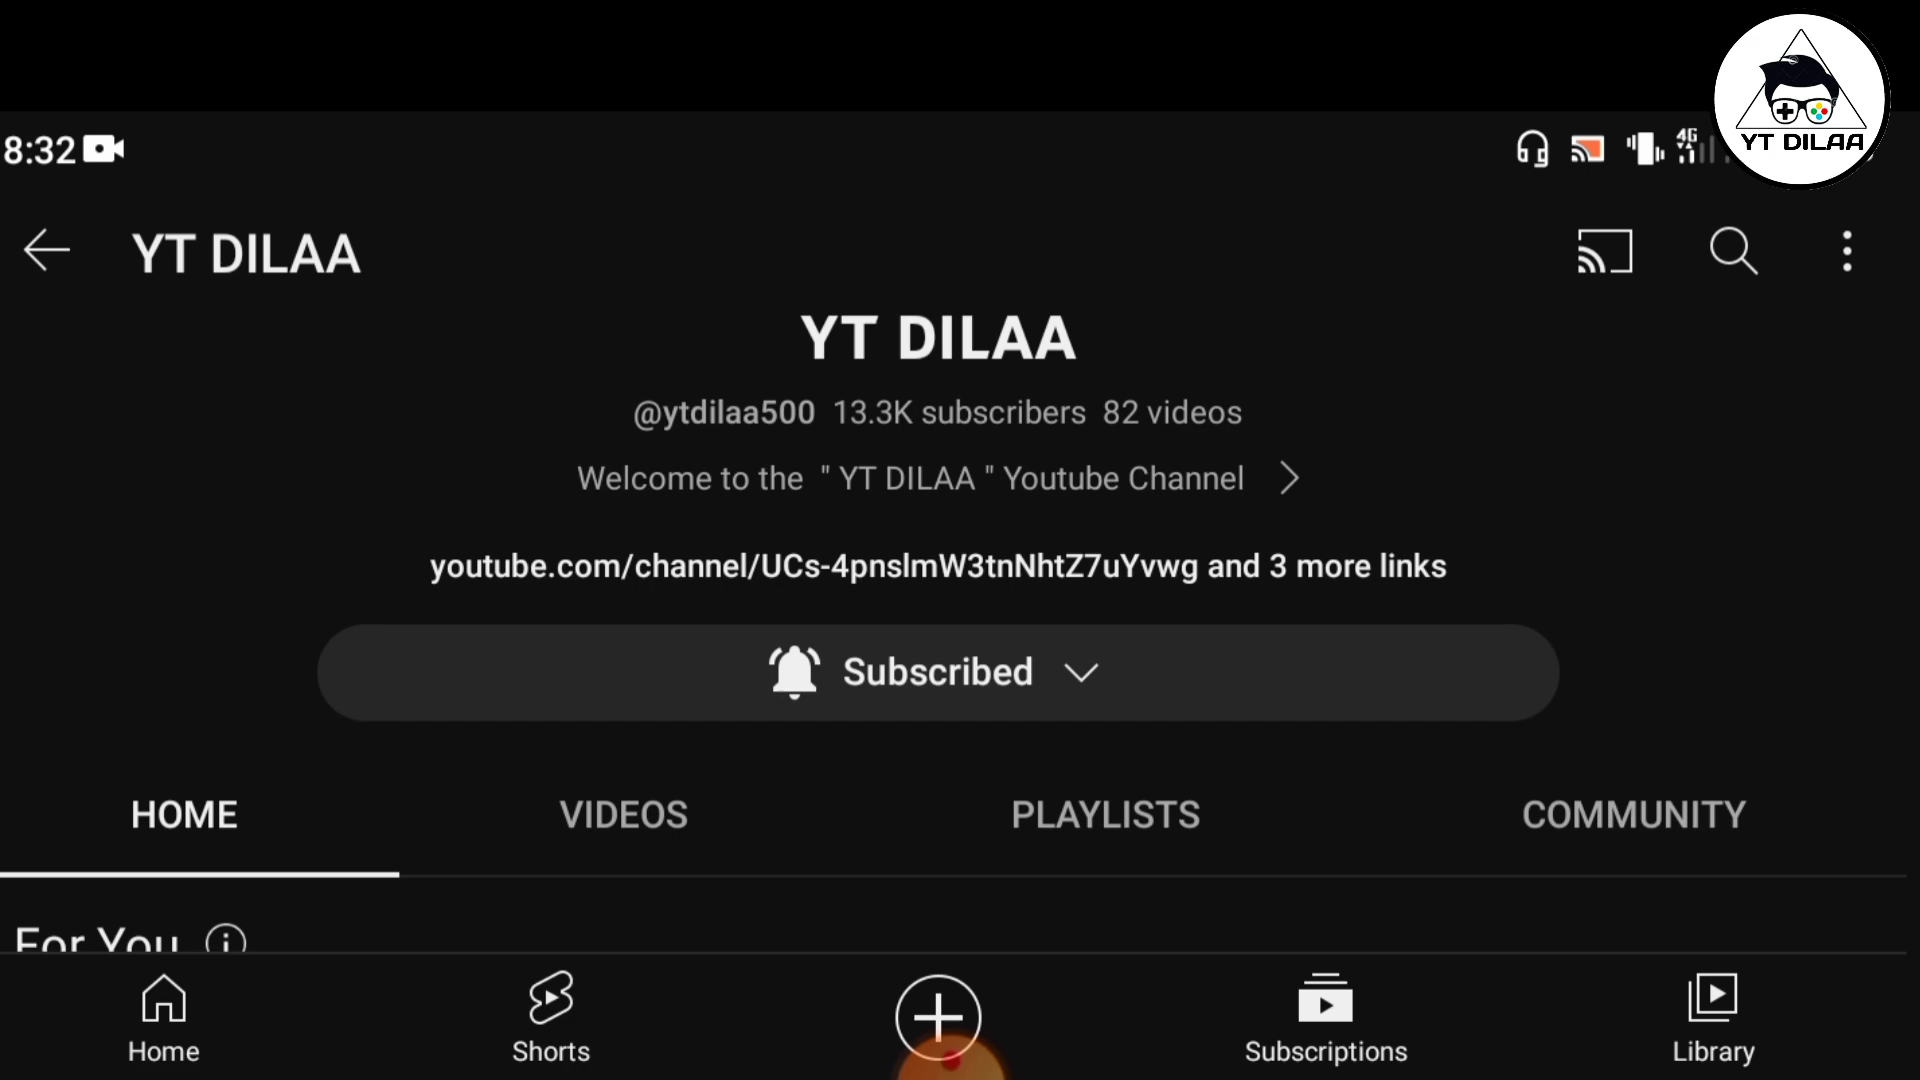 8:32
4G
YT DILAA
YT DILAA
YT DILAA
@ytdilaa500 13.3K subscribers 82 videos
Welcome to the " YT DILAA " Youtube Channel
youtube.com/channel/UCs-4pnslmW3tnNhtZ7uYvwg and 3 more links
Subscribed
HOME VIDEOS PLAYLISTS COMMUNITY
For You
Home Shorts Subscriptions Library